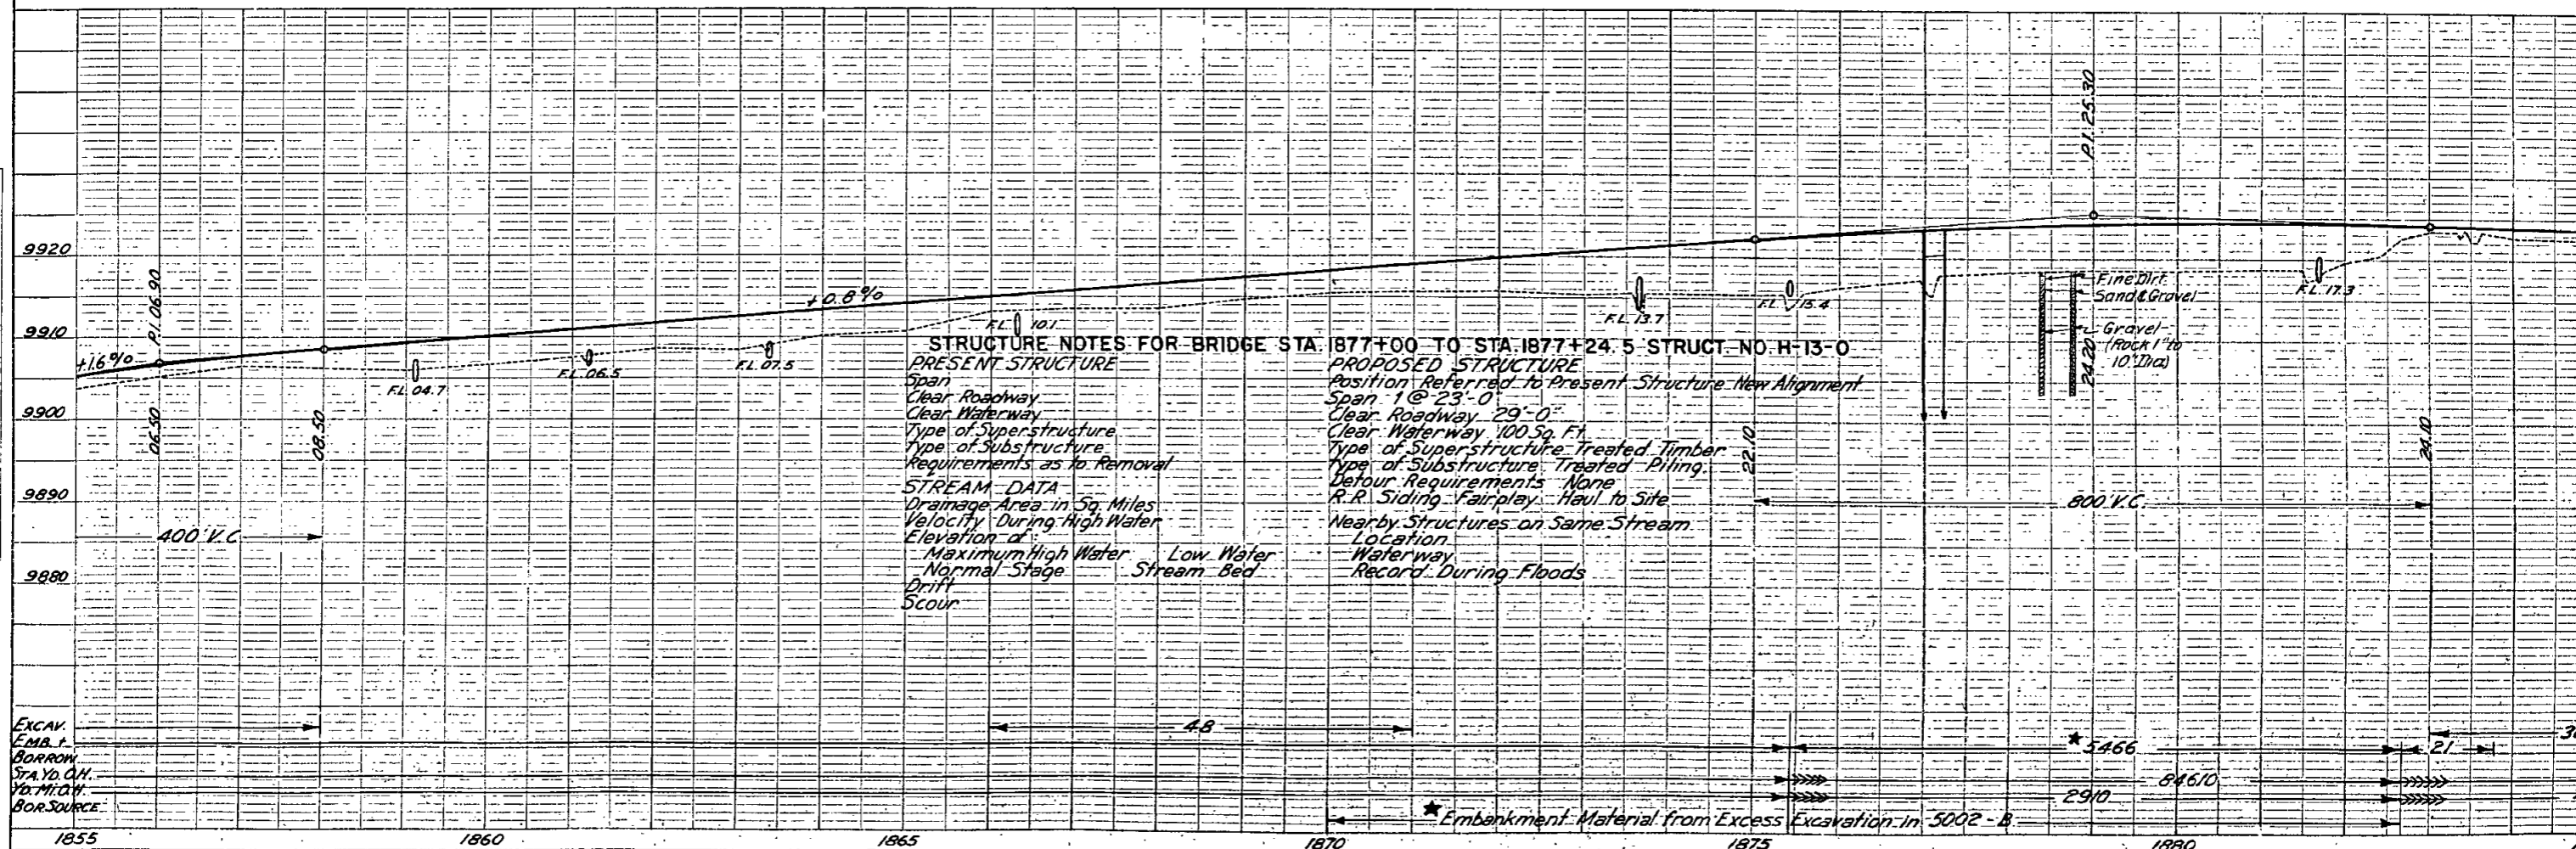 P.I. 25.30
9920
P.I. 06.90
+0.8%
Fine Dirt
Sand & Gravel
F.L. 17.3
F.L. 13.7
F.L. 15.4
F.L. 10.1
9910
+1.6%
Gravel
(Rock 1" to
10" Dia)
24.20
F.L. 04.7
F.L. 06.5
F.L. 07.5
STRUCTURE NOTES FOR BRIDGE STA. 1877+00 TO STA. 1877+24.5 STRUCT. NO. H-13-O
PRESENT STRUCTURE
Span
Clear Roadway
Clear Waterway
Type of Superstructure
Type of Substructure
Requirements as to Removal
STREAM DATA
Drainage Area in Sq. Miles
Velocity During High Water
Elevation of:
Maximum High Water Low Water
Normal Stage Stream Bed
Drift
Scour
PROPOSED STRUCTURE
Position Referred to Present Structure New Alignment
Span 1 @ 23'-0"
Clear Roadway 29'-0"
Clear Waterway 100 Sq. Ft.
Type of Superstructure Treated Timber
Type of Substructure Treated Piling
Detour Requirements None
R.R. Siding Fairplay Haul to Site
Nearby Structures on Same Stream
Location
Waterway
Record During Floods
9900
06.50
08.50
22.10
24.10
9890
800' V.C.
400' V.C.
9880
EXCAV.
48
EMB. +
★ 5466
21
BORROW
STA. YD. O.H.
84610
YD. MI. O.H.
2910
BOR. SOURCE
★ Embankment Material from Excess Excavation in 5002-B
1855 1860 1865 1870 1875 1880